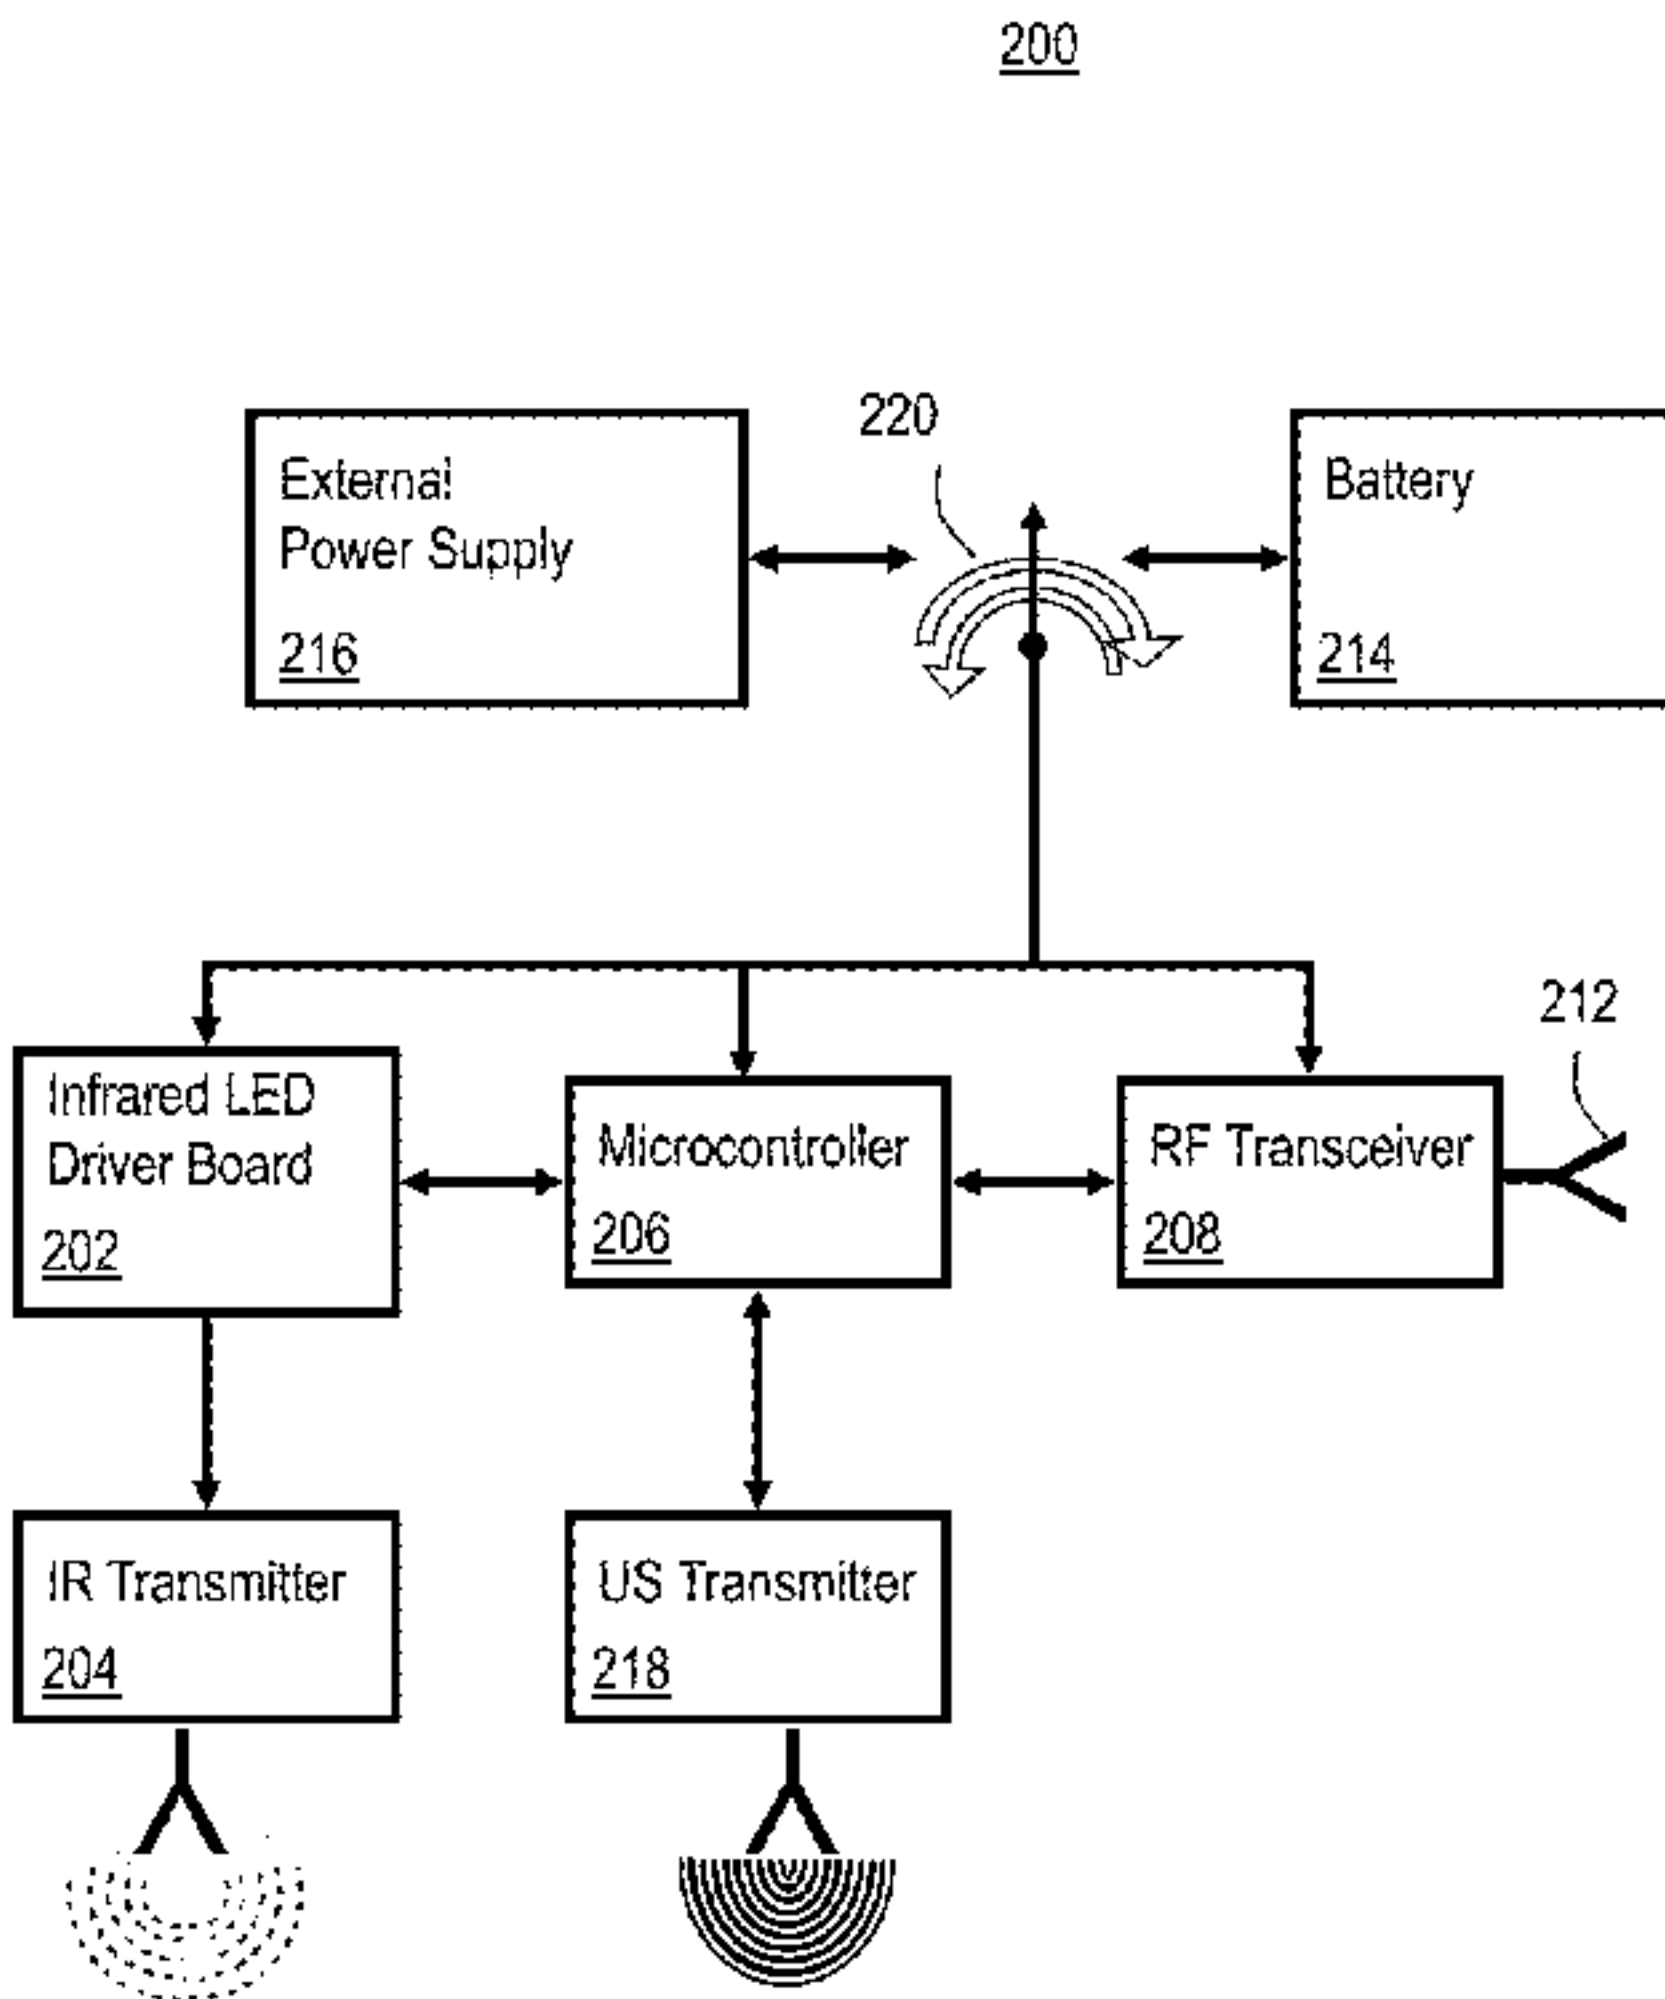 200
220
External
Power Supply
216
Battery
214
212
Infrared LED
Driver Board
202
Microcontroller
206
RF Transceiver
208
IR Transmitter
204
US Transmitter
218